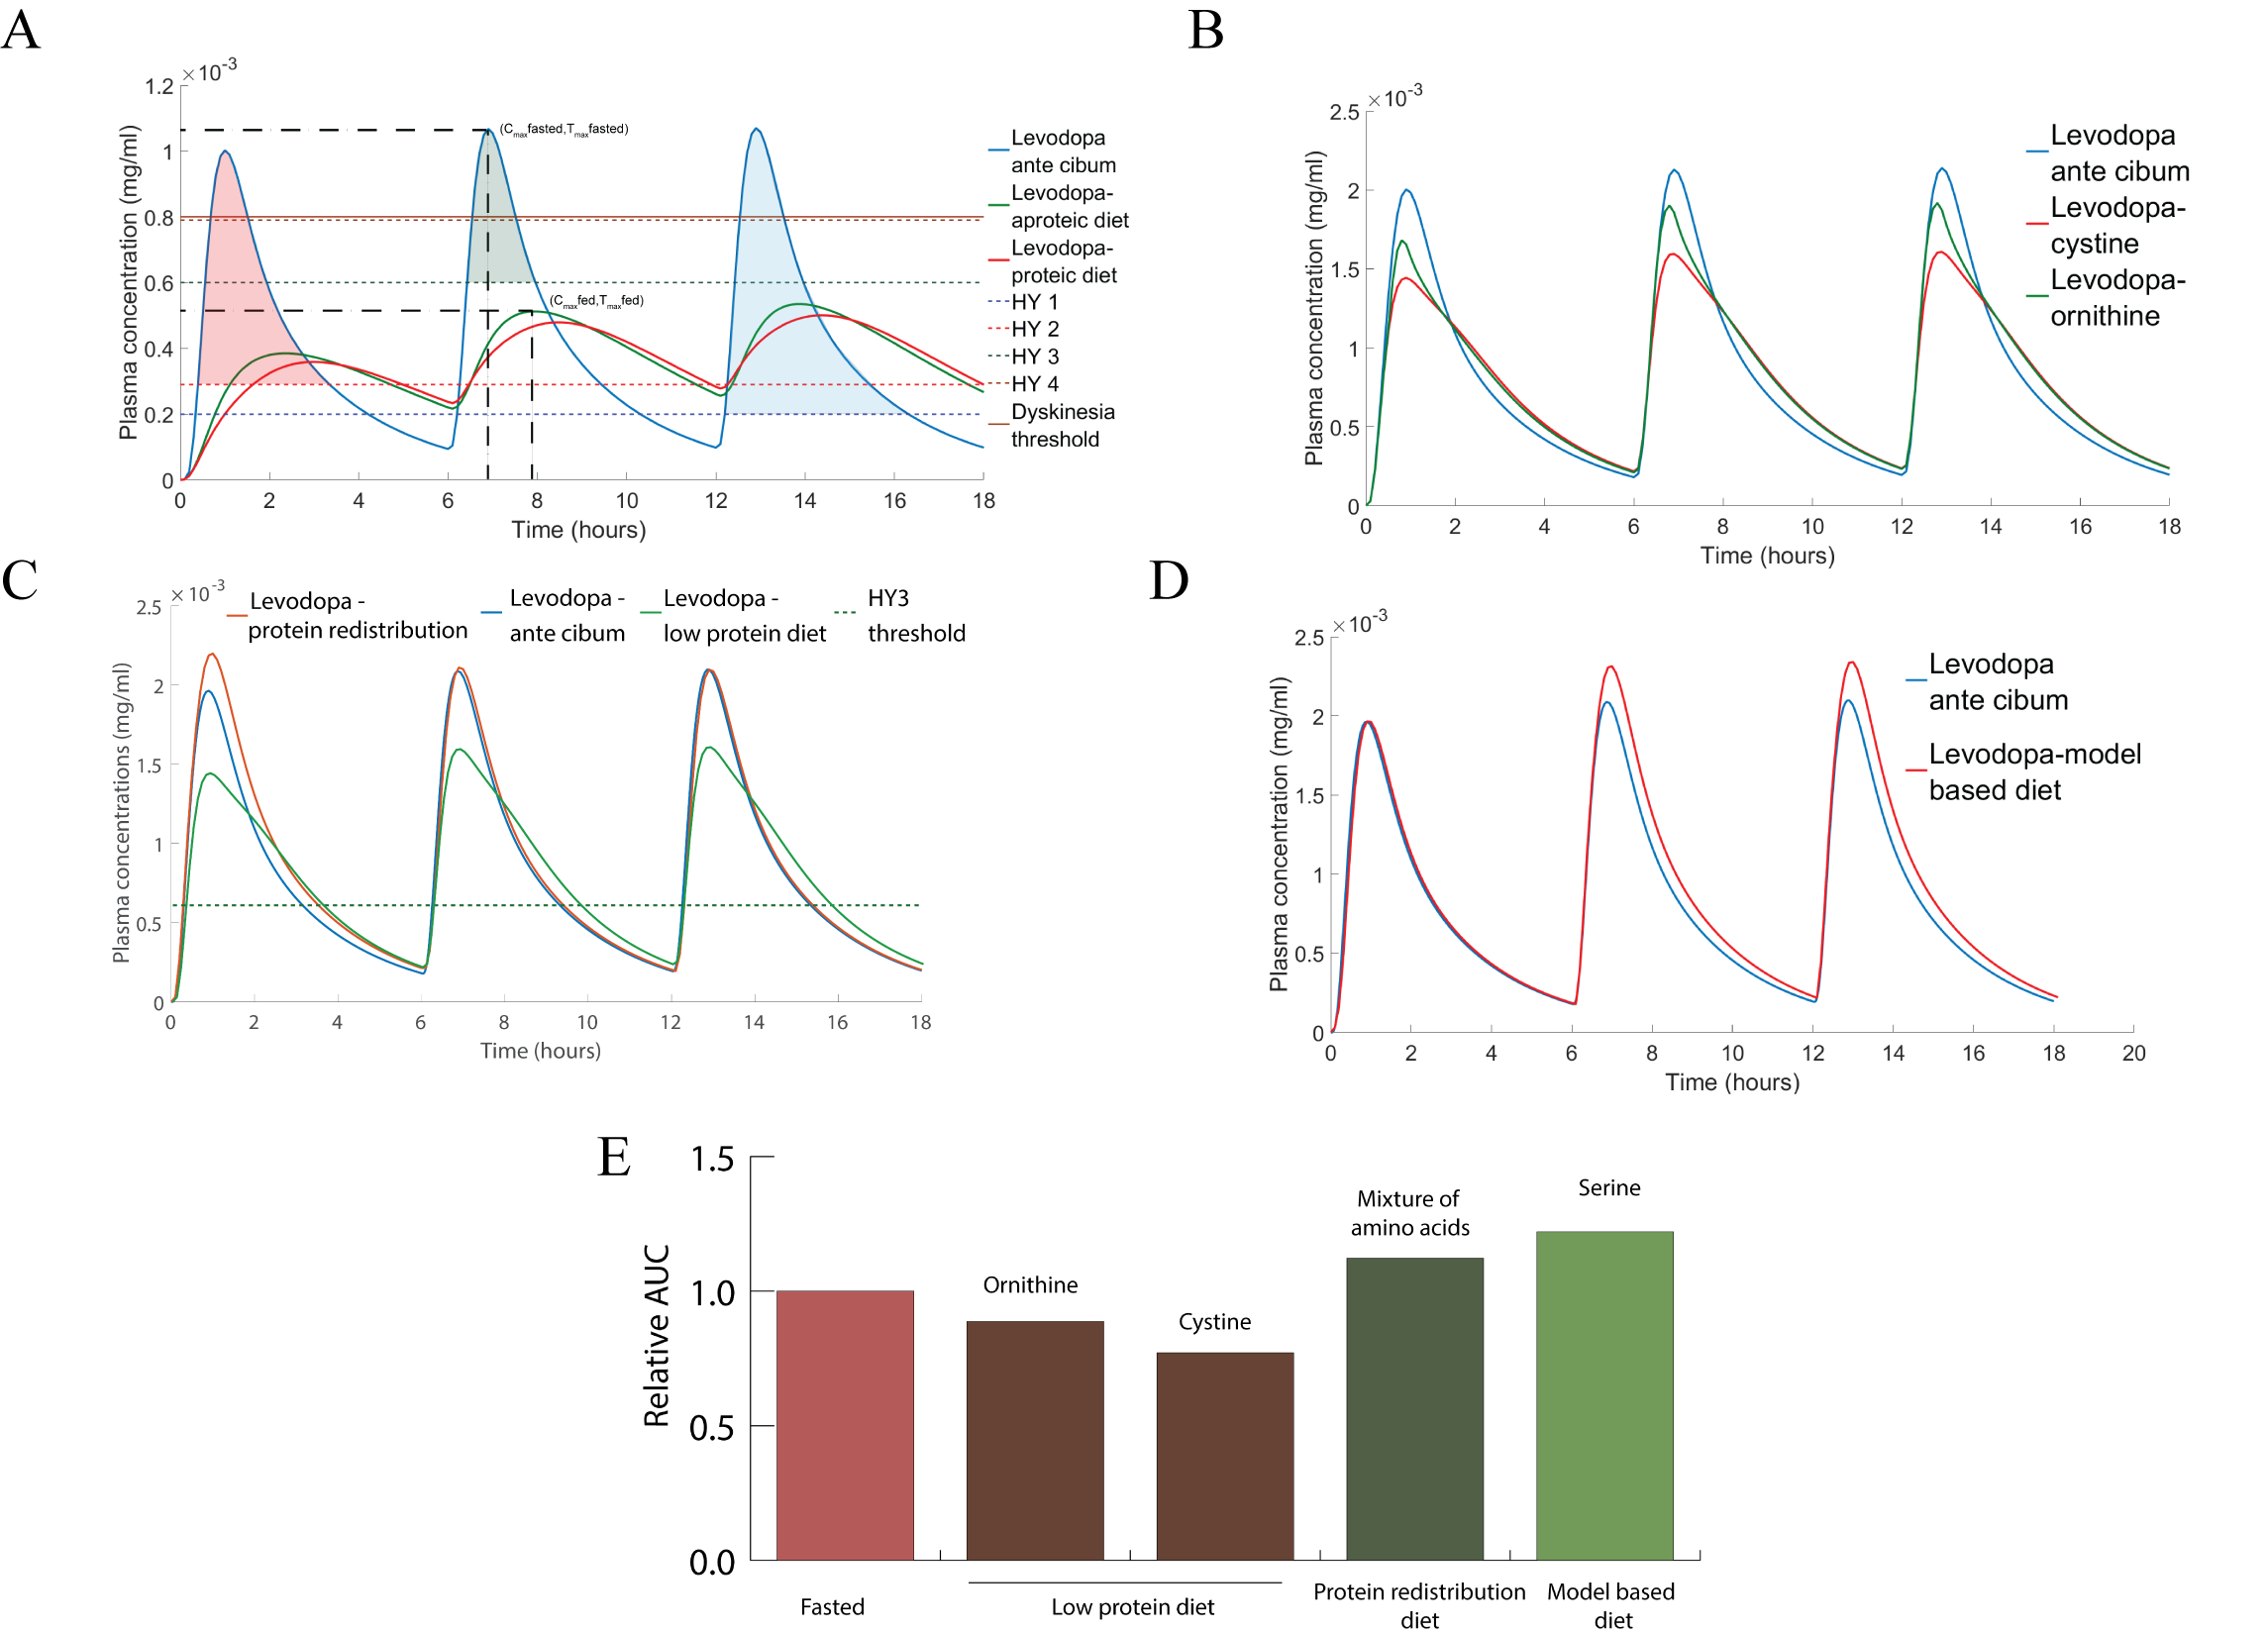 A
×10-3
1.2
1
0.8
0.6
0.4
0.2
0
0 2 4 6 8 10 12 14 16 18
Plasma concentration (mg/ml)
Time (hours)
(Cmaxfasted,Tmaxfasted)
(Cmaxfed,Tmaxfed)
Levodopa
ante cibum
Levodopa-
aproteic diet
Levodopa-
proteic diet
HY 1
HY 2
HY 3
HY 4
Dyskinesia
threshold
B
×10-3
2.5
2
1.5
1
0.5
0
0 2 4 6 8 10 12 14 16 18
Plasma concentration (mg/ml)
Time (hours)
Levodopa
ante cibum
Levodopa-
cystine
Levodopa-
ornithine
C
×10-3
2.5
2
1.5
1
0.5
0
0 2 4 6 8 10 12 14 16 18
Plasma concentrations (mg/ml)
Time (hours)
Levodopa -
protein redistribution
Levodopa -
ante cibum
Levodopa -
low protein diet
HY3
threshold
D
×10-3
2.5
2
1.5
1
0.5
0
0 2 4 6 8 10 12 14 16 18 20
Plasma concentration (mg/ml)
Time (hours)
Levodopa
ante cibum
Levodopa-model
based diet
E
1.5
1.0
0.5
0.0
Relative AUC
Ornithine
Cystine
Mixture of
amino acids
Serine
Fasted
Low protein diet
Protein redistribution
diet
Model based
diet